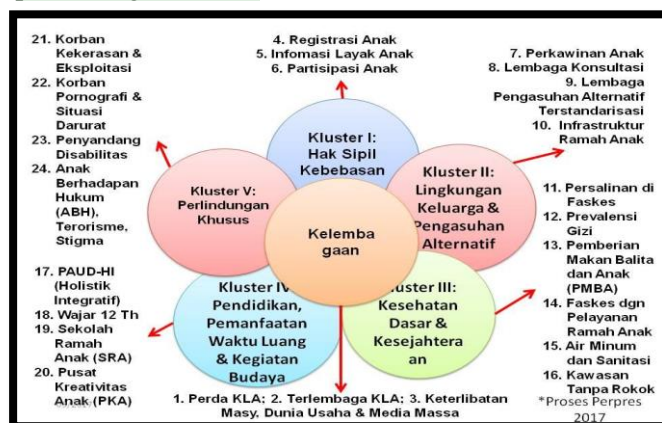 21. Korban
Kekerasan &
Eksploitasi
22. Korban
Pornografi &
Situasi
Darurat
23. Penyandang
Disabilitas
24. Anak
Berhadapan
Hukum
(ABH),
Terorisme,
Stigma
4. Registrasi Anak
5. Infomasi Layak Anak
6. Partisipasi Anak
7. Perkawinan Anak
8. Lembaga Konsultasi
9. Lembaga
Pengasuhan Alternatif
Terstandarisasi
10. Infrastruktur
Ramah Anak
Kluster I:
Hak Sipil
Kebebasan
Kluster V:
Perlindungan
Khusus
Kluster II:
Lingkungan
Keluarga &
Pengasuhan
Alternatif
Kelemba
gaan
11. Persalinan di
Faskes
12. Prevalensi
Gizi
13. Pemberian
Makan Balita
dan Anak
(PMBA)
14. Faskes dgn
Pelayanan
Ramah Anak
15. Air Minum
dan Sanitasi
16. Kawasan
Tanpa Rokok
17. PAUD-HI
(Holistik
Integratif)
18. Wajar 12 Th
19. Sekolah
Ramah
Anak (SRA)
20. Pusat
Kreativitas
Anak (PKA)
Kluster IV
Pendidikan,
Pemanfaatan
Waktu Luang
& Kegiatan
Budaya
Kluster III:
Kesehatan
Dasar &
Kesejahtera
an
1. Perda KLA; 2. Terlembaga KLA; 3. Keterlibatan
Masy, Dunia Usaha & Media Massa
*Proses Perpres
2017